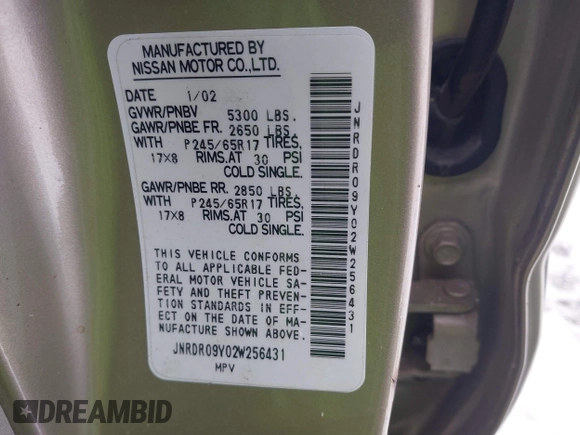 MANUFACTURED BY
NISSAN MOTOR CO., LTD.
DATE 1/02
GVWR/PNBV 5300 LBS.
GAWR/PNBE FR. 2650 LBS.
WITH P245/65R17 TIRES,
17X8 RIMS, AT 30 PSI
COLD SINGLE.
GAWR/PNBE RR. 2850 LBS.
WITH P245/65R17 TIRES,
17X8 RIMS, AT 30 PSI
COLD SINGLE.
THIS VEHICLE CONFORMS
TO ALL APPLICABLE FED-
ERAL MOTOR VEHICLE SA-
FETY AND THEFT PREVEN-
TION STANDARDS IN EFF-
ECT ON THE DATE OF MA-
NUFACTURE SHOWN ABOVE.
JNRDR09Y02W256431
MPV
JNRDR09Y02W256431
DREAMBID